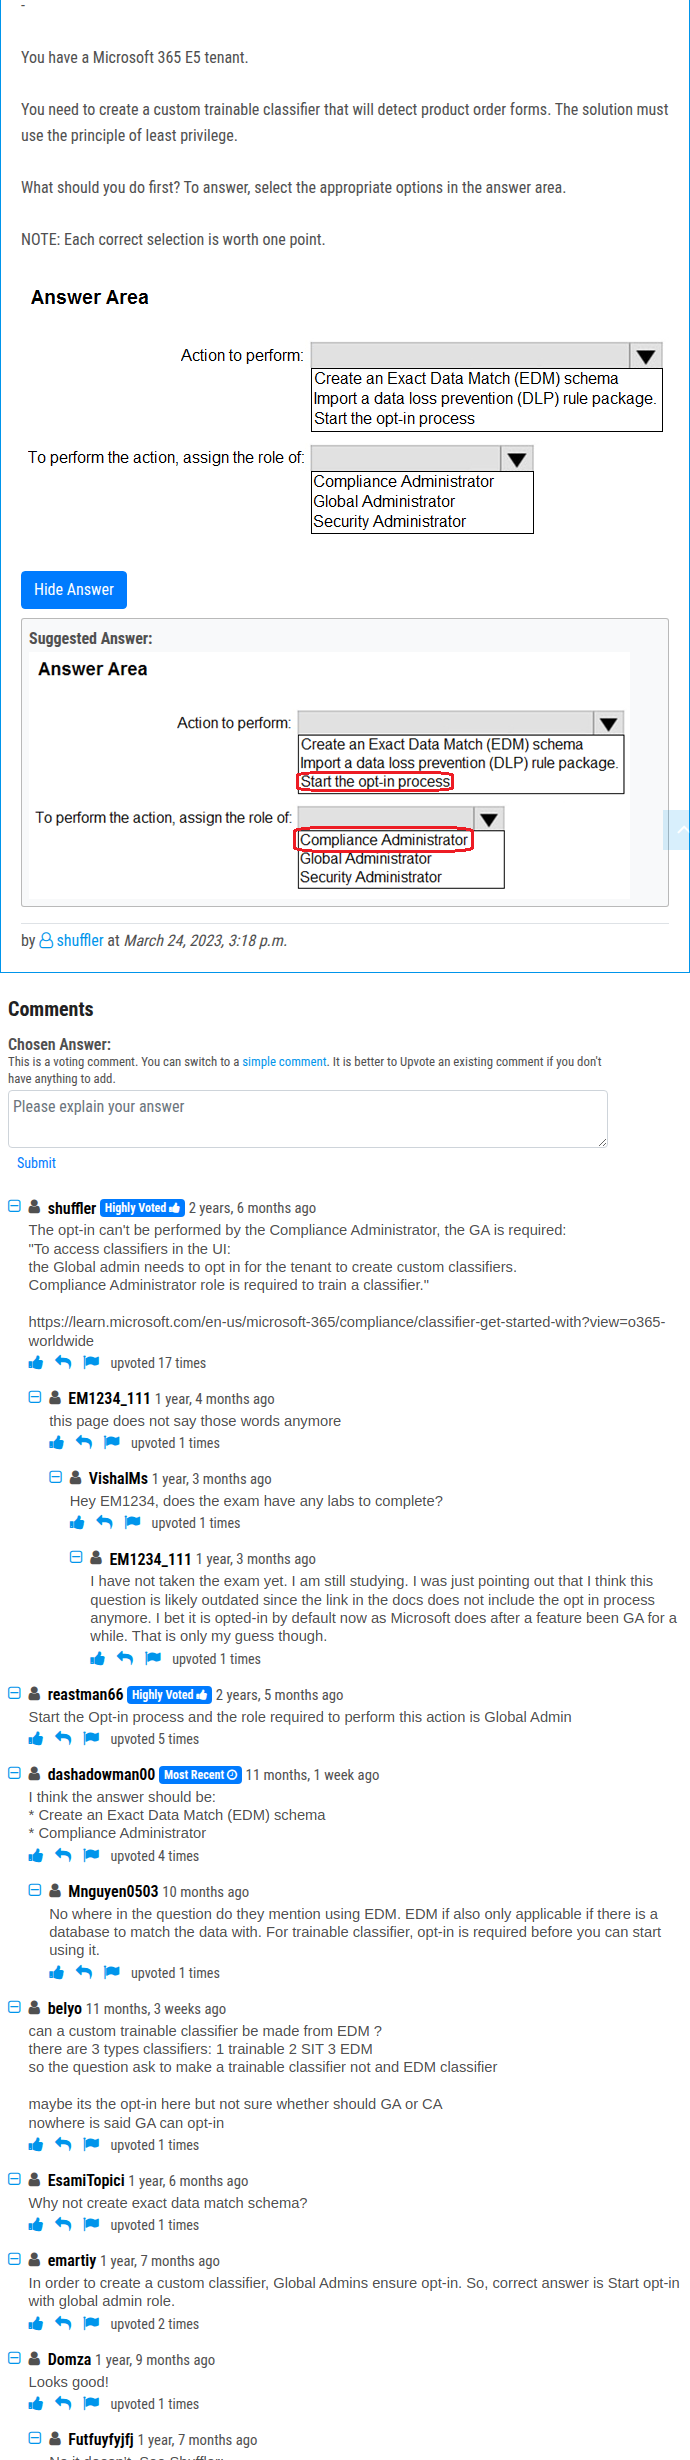 -
You have a Microsoft 365 E5 tenant.
You need to create a custom trainable classifier that will detect product order forms. The solution must
use the principle of least privilege.
What should you do first? To answer, select the appropriate options in the answer area.
NOTE: Each correct selection is worth one point.
Answer Area
Action to perform:
Create an Exact Data Match (EDM) schema
Import a data loss prevention (DLP) rule package.
Start the opt-in process
To perform the action, assign the role of:
Compliance Administrator
Global Administrator
Security Administrator
Hide Answer
Suggested Answer:
Answer Area
Action to perform:
Create an Exact Data Match (EDM) schema
Import a data loss prevention (DLP) rule package.
Start the opt-in process
To perform the action, assign the role of:
Compliance Administrator
Global Administrator
Security Administrator
by shuffler at March 24, 2023, 3:18 p.m.
Comments
Chosen Answer:
This is a voting comment. You can switch to a simple comment. It is better to Upvote an existing comment if you don't
have anything to add.
Please explain your answer
Submit
shuffler Highly Voted 2 years, 6 months ago
The opt-in can't be performed by the Compliance Administrator, the GA is required:
"To access classifiers in the UI:
the Global admin needs to opt in for the tenant to create custom classifiers.
Compliance Administrator role is required to train a classifier."
https://learn.microsoft.com/en-us/microsoft-365/compliance/classifier-get-started-with?view=o365-
worldwide
upvoted 17 times
EM1234_111 1 year, 4 months ago
this page does not say those words anymore
upvoted 1 times
VishalMs 1 year, 3 months ago
Hey EM1234, does the exam have any labs to complete?
upvoted 1 times
EM1234_111 1 year, 3 months ago
I have not taken the exam yet. I am still studying. I was just pointing out that I think this
question is likely outdated since the link in the docs does not include the opt in process
anymore. I bet it is opted-in by default now as Microsoft does after a feature been GA for a
while. That is only my guess though.
upvoted 1 times
reastman66 Highly Voted 2 years, 5 months ago
Start the Opt-in process and the role required to perform this action is Global Admin
upvoted 5 times
dashadowman00 Most Recent 11 months, 1 week ago
I think the answer should be:
* Create an Exact Data Match (EDM) schema
* Compliance Administrator
upvoted 4 times
Mnguyen0503 10 months ago
No where in the question do they mention using EDM. EDM if also only applicable if there is a
database to match the data with. For trainable classifier, opt-in is required before you can start
using it.
upvoted 1 times
belyo 11 months, 3 weeks ago
can a custom trainable classifier be made from EDM ?
there are 3 types classifiers: 1 trainable 2 SIT 3 EDM
so the question ask to make a trainable classifier not and EDM classifier
maybe its the opt-in here but not sure whether should GA or CA
nowhere is said GA can opt-in
upvoted 1 times
EsamiTopici 1 year, 6 months ago
Why not create exact data match schema?
upvoted 1 times
emartiy 1 year, 7 months ago
In order to create a custom classifier, Global Admins ensure opt-in. So, correct answer is Start opt-in
with global admin role.
upvoted 2 times
Domza 1 year, 9 months ago
Looks good!
upvoted 1 times
Futfuyfyjfj 1 year, 7 months ago
No it doesn't. See Shuffler: